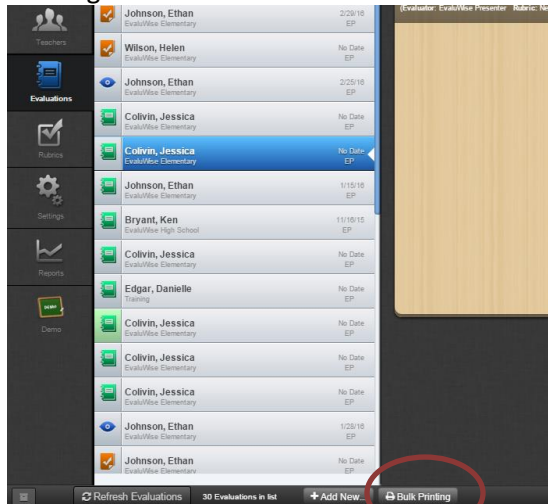 Teachers
Evaluations
Rubrics
Settings
Reports
DEMO
Demo
Johnson, Ethan
EvaluWise Elementary
2/29/16
EP
Wilson, Helen
EvaluWise Elementary
No Date
EP
Johnson, Ethan
EvaluWise Elementary
2/25/16
EP
Colivin, Jessica
EvaluWise Elementary
No Date
EP
Colivin, Jessica
EvaluWise Elementary
No Date
EP
Johnson, Ethan
EvaluWise Elementary
1/15/16
EP
Bryant, Ken
EvaluWise High School
11/16/15
EP
Colivin, Jessica
EvaluWise Elementary
No Date
EP
Edgar, Danielle
Training
No Date
EP
Colivin, Jessica
EvaluWise Elementary
No Date
EP
Colivin, Jessica
EvaluWise Elementary
No Date
EP
Colivin, Jessica
EvaluWise Elementary
No Date
EP
Johnson, Ethan
EvaluWise Elementary
1/28/16
EP
Johnson, Ethan
EvaluWise Elementary
No Date
EP
(Evaluator: EvaluWise Presenter Rubric:
Refresh Evaluations
30 Evaluations in list
+ Add New...
Bulk Printing